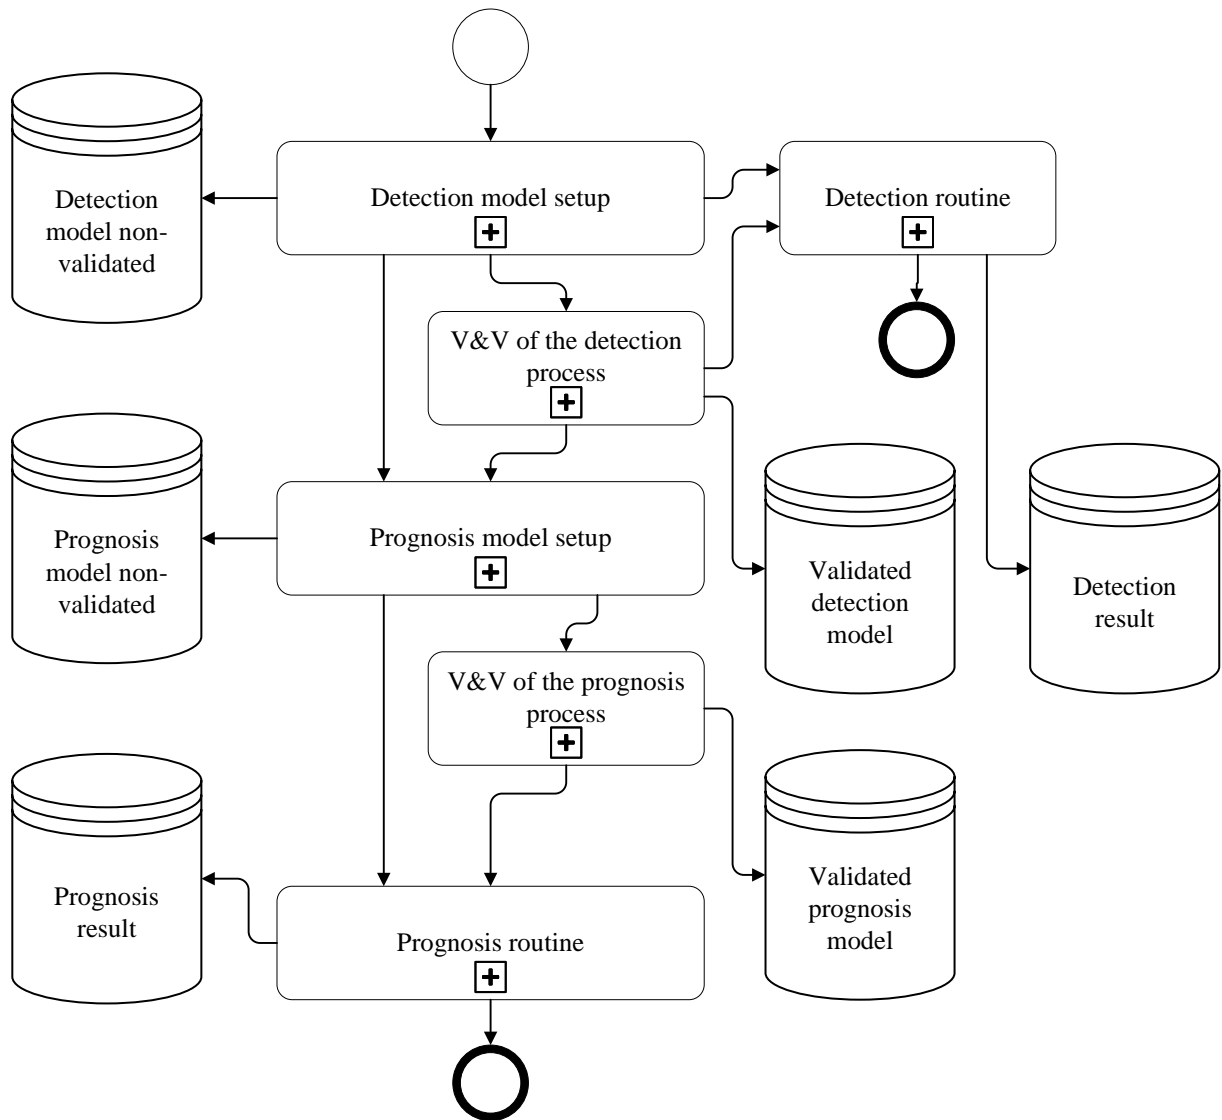 Detection
model non-
validated
Detection model setup
Detection routine
V&V of the detection
process
Prognosis
model non-
validated
Prognosis model setup
Validated
detection
model
Detection
result
V&V of the prognosis
process
Prognosis
result
Validated
prognosis
model
Prognosis routine